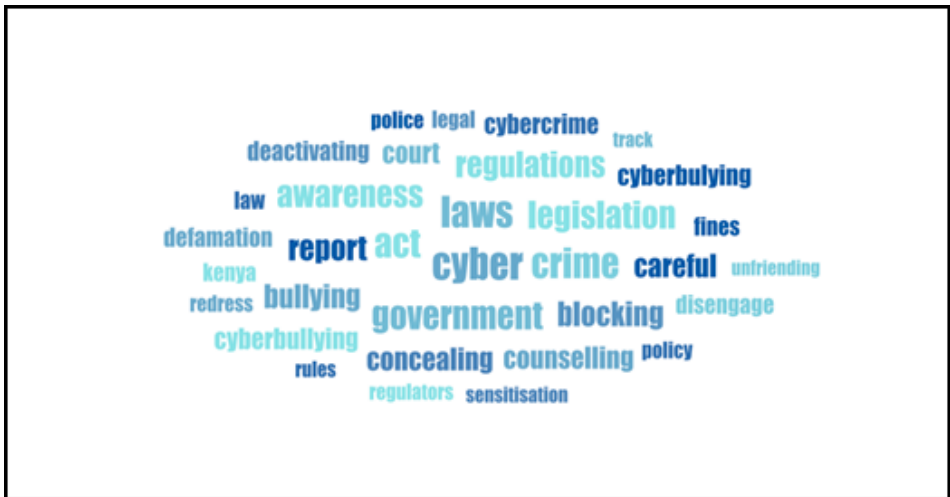 police legal cybercrime
track
deactivating court regulations
cyberbulying
law awareness
laws legislation fines
defamation report act
cyber crime careful unfriending
kenya
redress bullying
government blocking disengage
cyberbullying
rules concealing counselling policy
regulators sensitisation